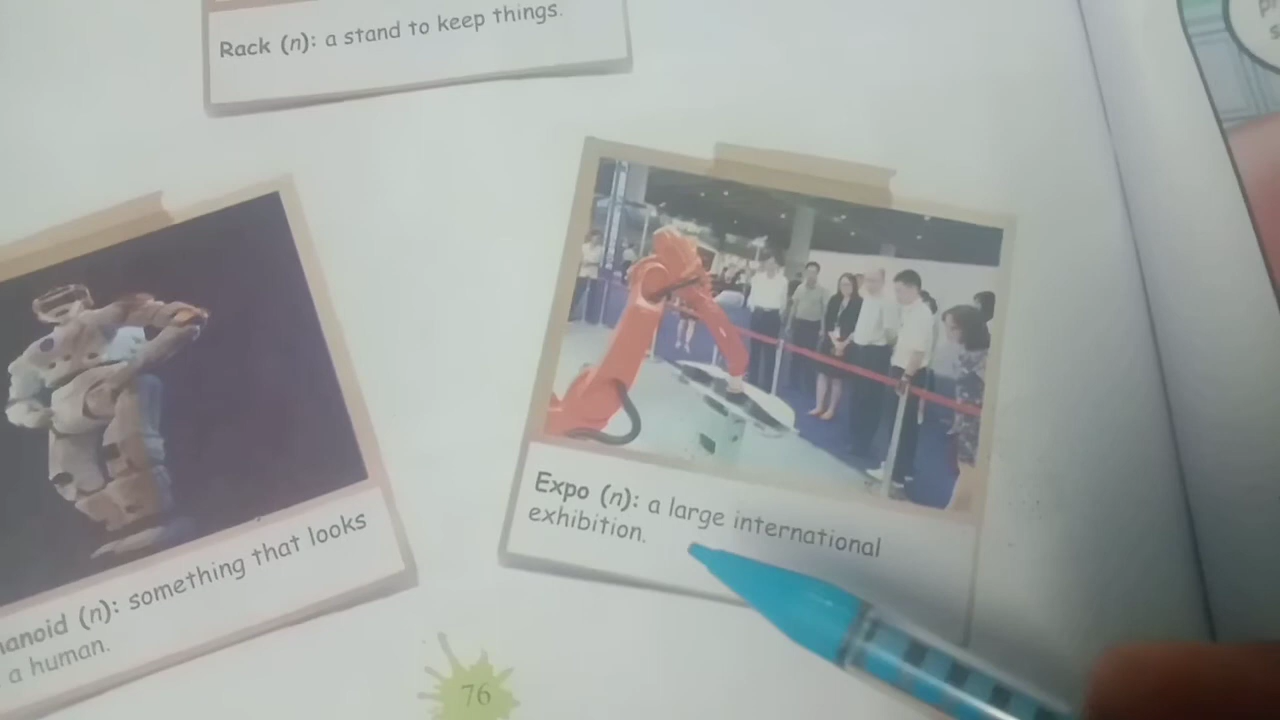 Rack (n): a stand to keep things.
Expo (n): a large international
exhibition.
anoid (n): something that looks
a human.
76